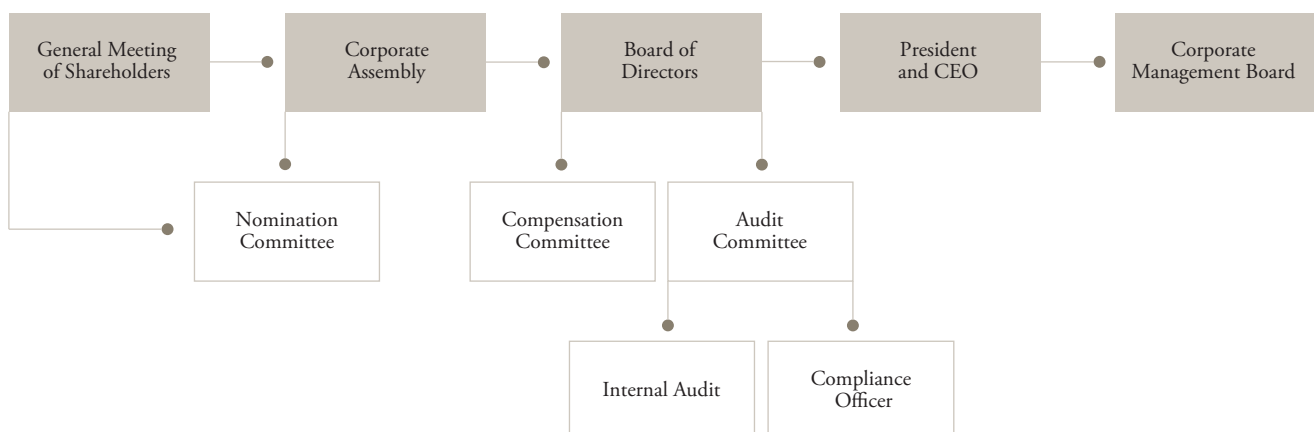 General Meeting
of Shareholders
Corporate
Assembly
Board of
Directors
President
and CEO
Corporate
Management Board
Nomination
Committee
Compensation
Committee
Audit
Committee
Internal Audit
Compliance
Officer